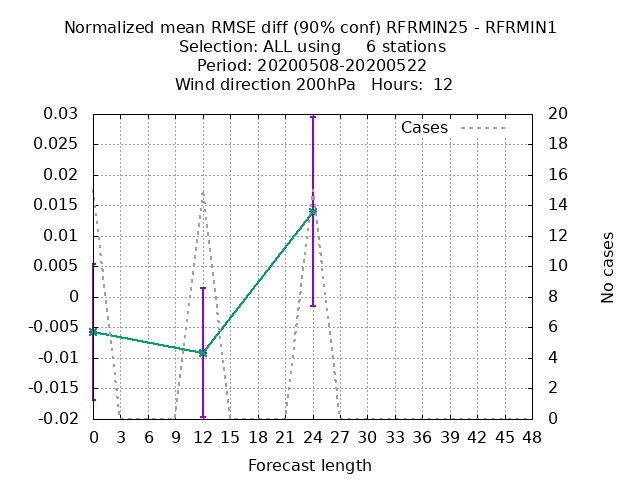 Normalized mean RMSE diff (90% conf) RFRMIN25 - RFRMIN1
Selection: ALL using     6 stations
Period: 20200508-20200522
Wind direction 200hPa   Hours:  12
0.03
0.025
0.02
0.015
0.01
0.005
0
-0.005
-0.01
-0.015
-0.02
Cases
20
18
16
14
12
10
8
6
4
2
0
No cases
0 3 6 9 12 15 18 21 24 27 30 33 36 39 42 45 48
Forecast length